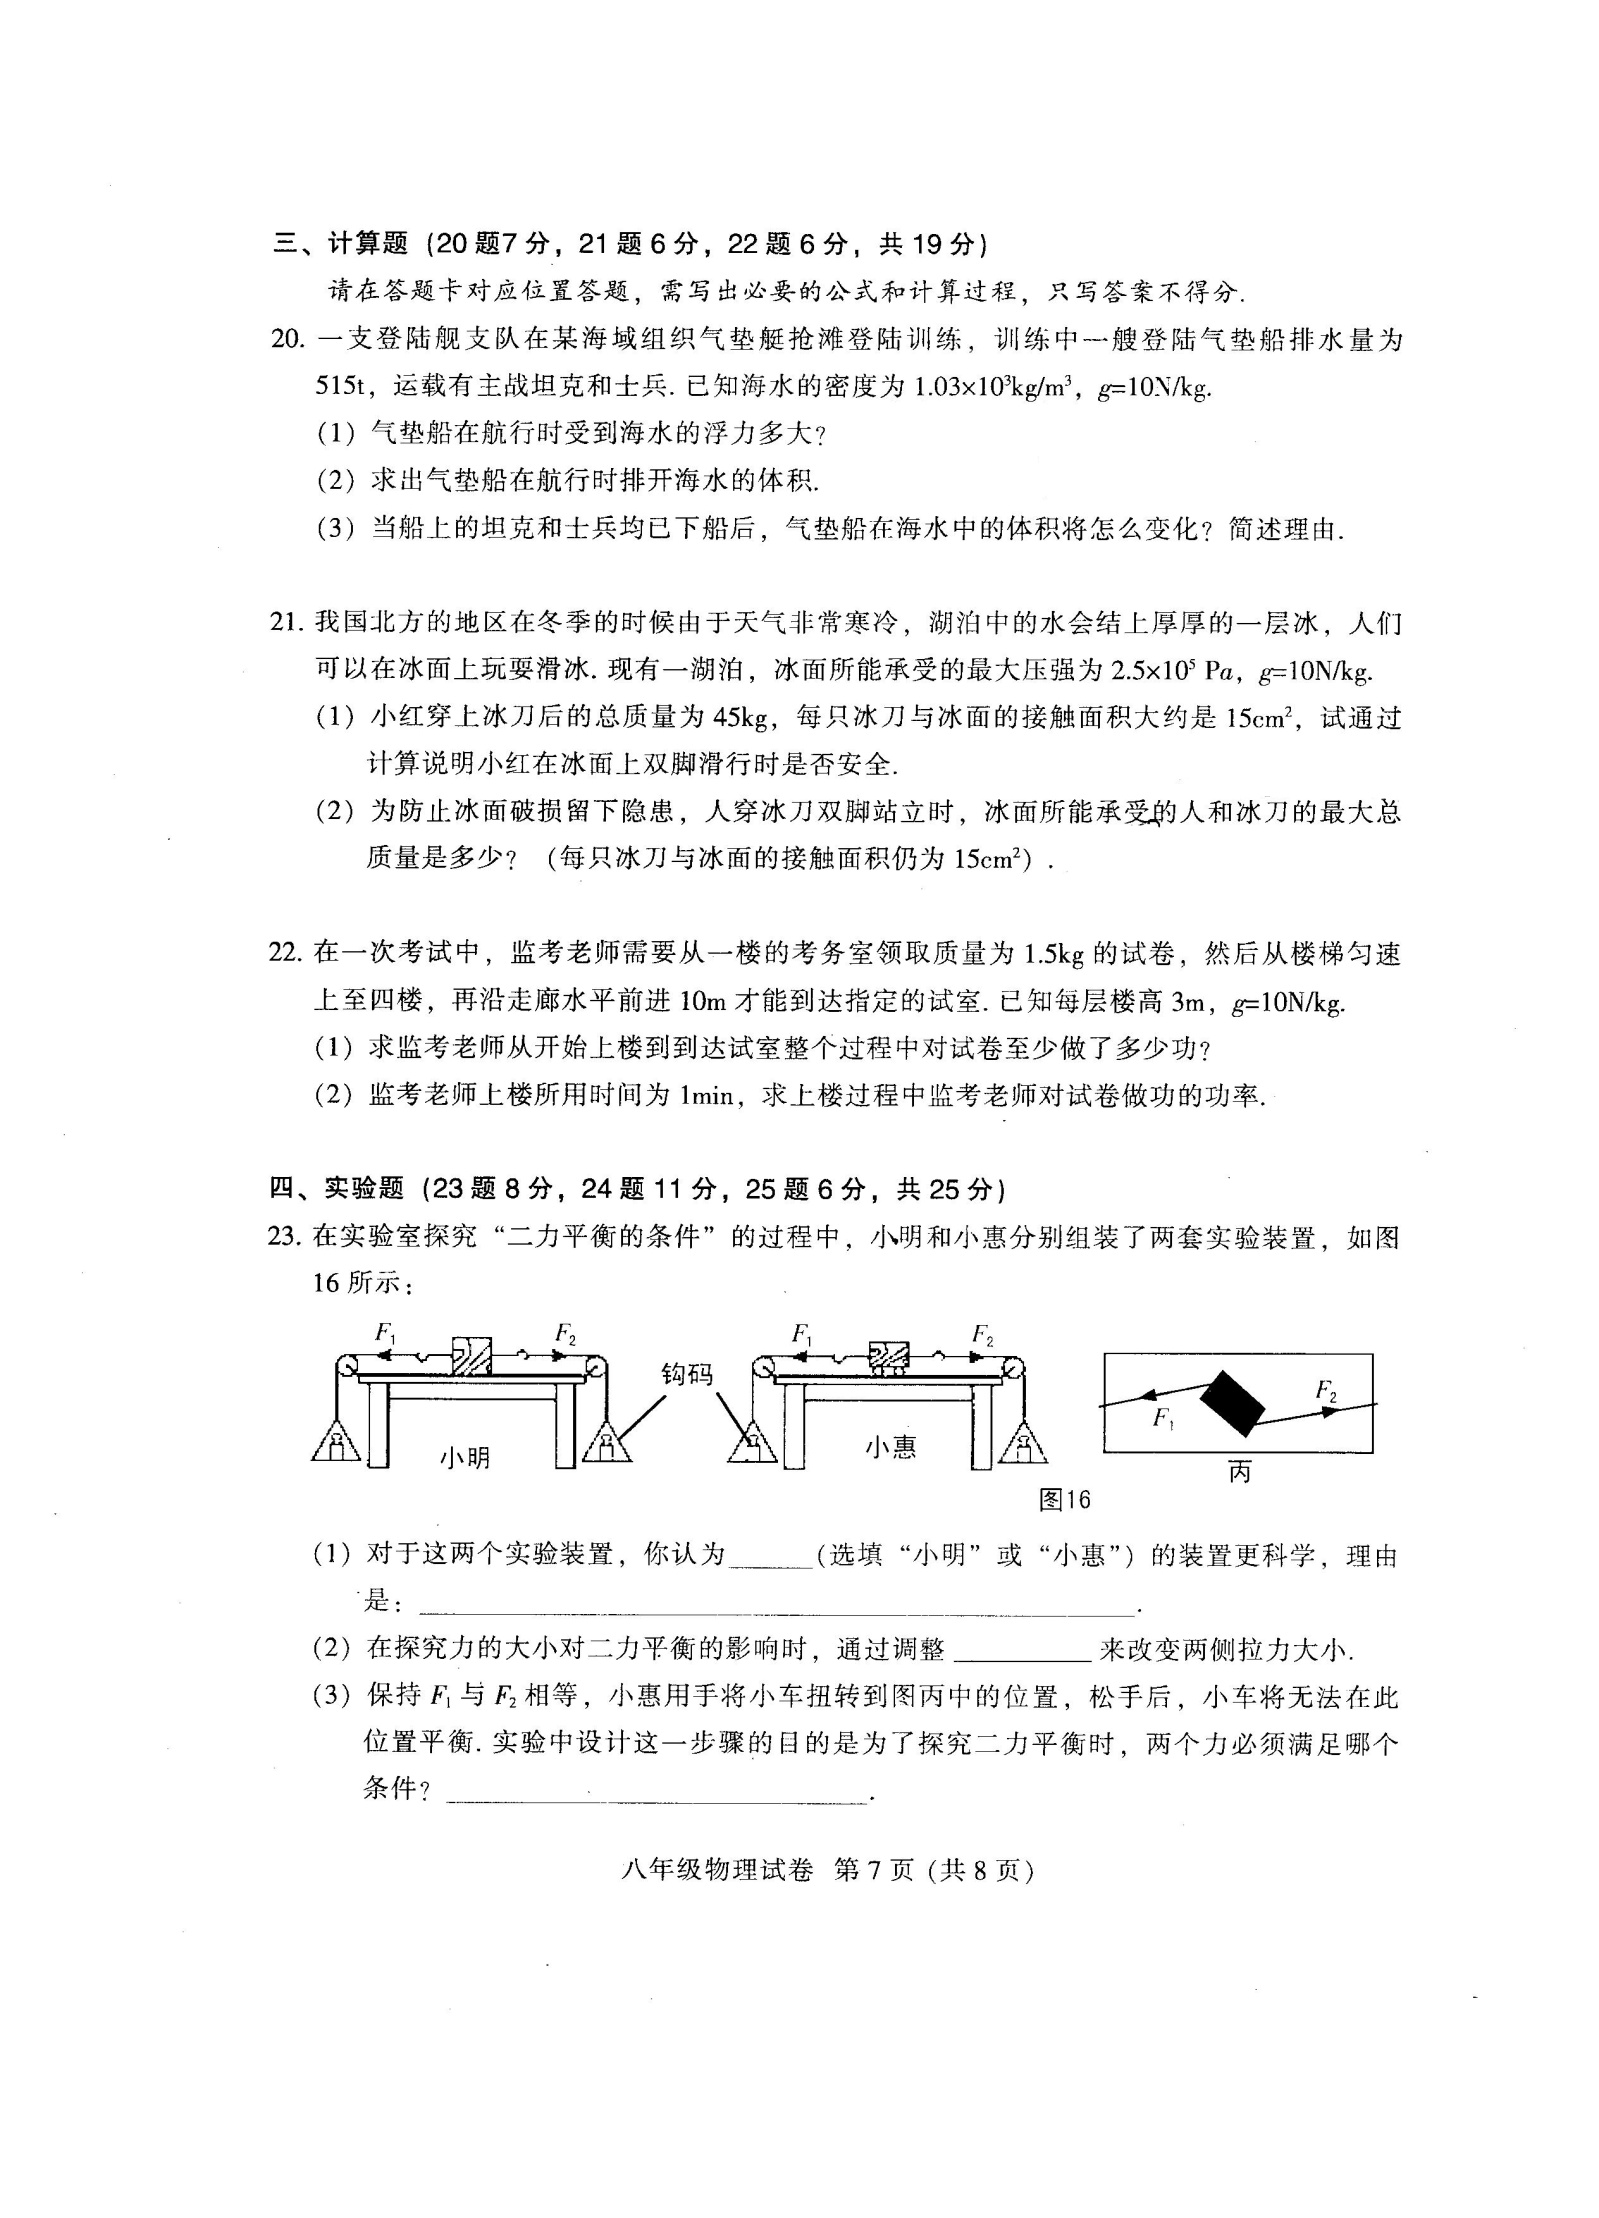 三、计算题 (20题7分，21题6分，22题6分，共19分)
请在答题卡对应位置答题，需写出必要的公式和计算过程，只写答案不得分.
20. 一支登陆舰支队在某海域组织气垫艇抢滩登陆训练，训练中一艘登陆气垫船排水量为
515t，运载有主战坦克和士兵. 已知海水的密度为 1.03×10³kg/m³，g=10N/kg.
(1) 气垫船在航行时受到海水的浮力多大?
(2) 求出气垫船在航行时排开海水的体积.
(3) 当船上的坦克和士兵均已下船后，气垫船在海水中的体积将怎么变化? 简述理由.
21. 我国北方的地区在冬季的时候由于天气非常寒冷，湖泊中的水会结上厚厚的一层冰，人们
可以在冰面上玩耍滑冰. 现有一湖泊，冰面所能承受的最大压强为 2.5×10⁵ Pa，g=10N/kg.
(1) 小红穿上冰刀后的总质量为 45kg，每只冰刀与冰面的接触面积大约是 15cm²，试通过
计算说明小红在冰面上双脚滑行时是否安全.
(2) 为防止冰面破损留下隐患，人穿冰刀双脚站立时，冰面所能承受的人和冰刀的最大总
质量是多少? (每只冰刀与冰面的接触面积仍为 15cm²) .
22. 在一次考试中，监考老师需要从一楼的考务室领取质量为 1.5kg 的试卷，然后从楼梯匀速
上至四楼，再沿走廊水平前进 10m 才能到达指定的试室. 已知每层楼高 3m，g=10N/kg.
(1) 求监考老师从开始上楼到到达试室整个过程中对试卷至少做了多少功?
(2) 监考老师上楼所用时间为 1min，求上楼过程中监考老师对试卷做功的功率.
四、实验题 (23题8分，24题11分，25题6分，共25分)
23. 在实验室探究“二力平衡的条件”的过程中，小明和小惠分别组装了两套实验装置，如图
16 所示：
F₁ F₂ F₁ F₂
钩码
F₁ F₂
小明 小惠
丙
图16
(1) 对于这两个实验装置，你认为______(选填“小明”或“小惠”) 的装置更科学，理由
是：____________________.
(2) 在探究力的大小对二力平衡的影响时，通过调整__________来改变两侧拉力大小.
(3) 保持 F₁ 与 F₂ 相等，小惠用手将小车扭转到图丙中的位置，松手后，小车将无法在此
位置平衡. 实验中设计这一步骤的目的是为了探究二力平衡时，两个力必须满足哪个
条件? ____________________.
八年级物理试卷 第 7 页 (共 8 页)